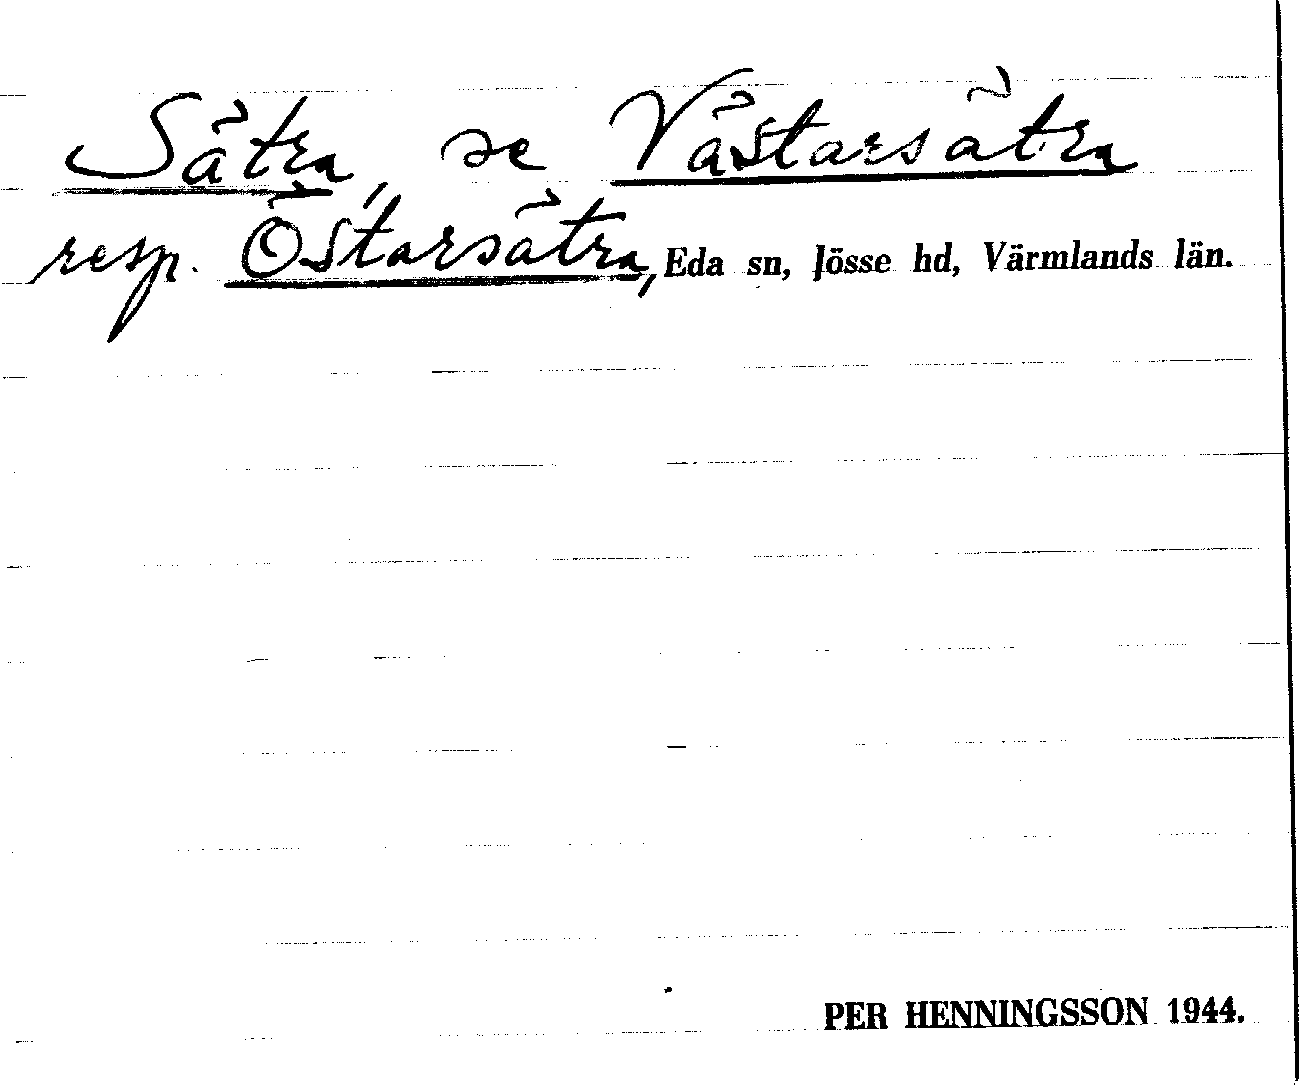 Sätra, se Västarsätra
resp. Östarsätra, Eda sn, Jösse hd, Värmlands län.
PER HENNINGSSON 1944.